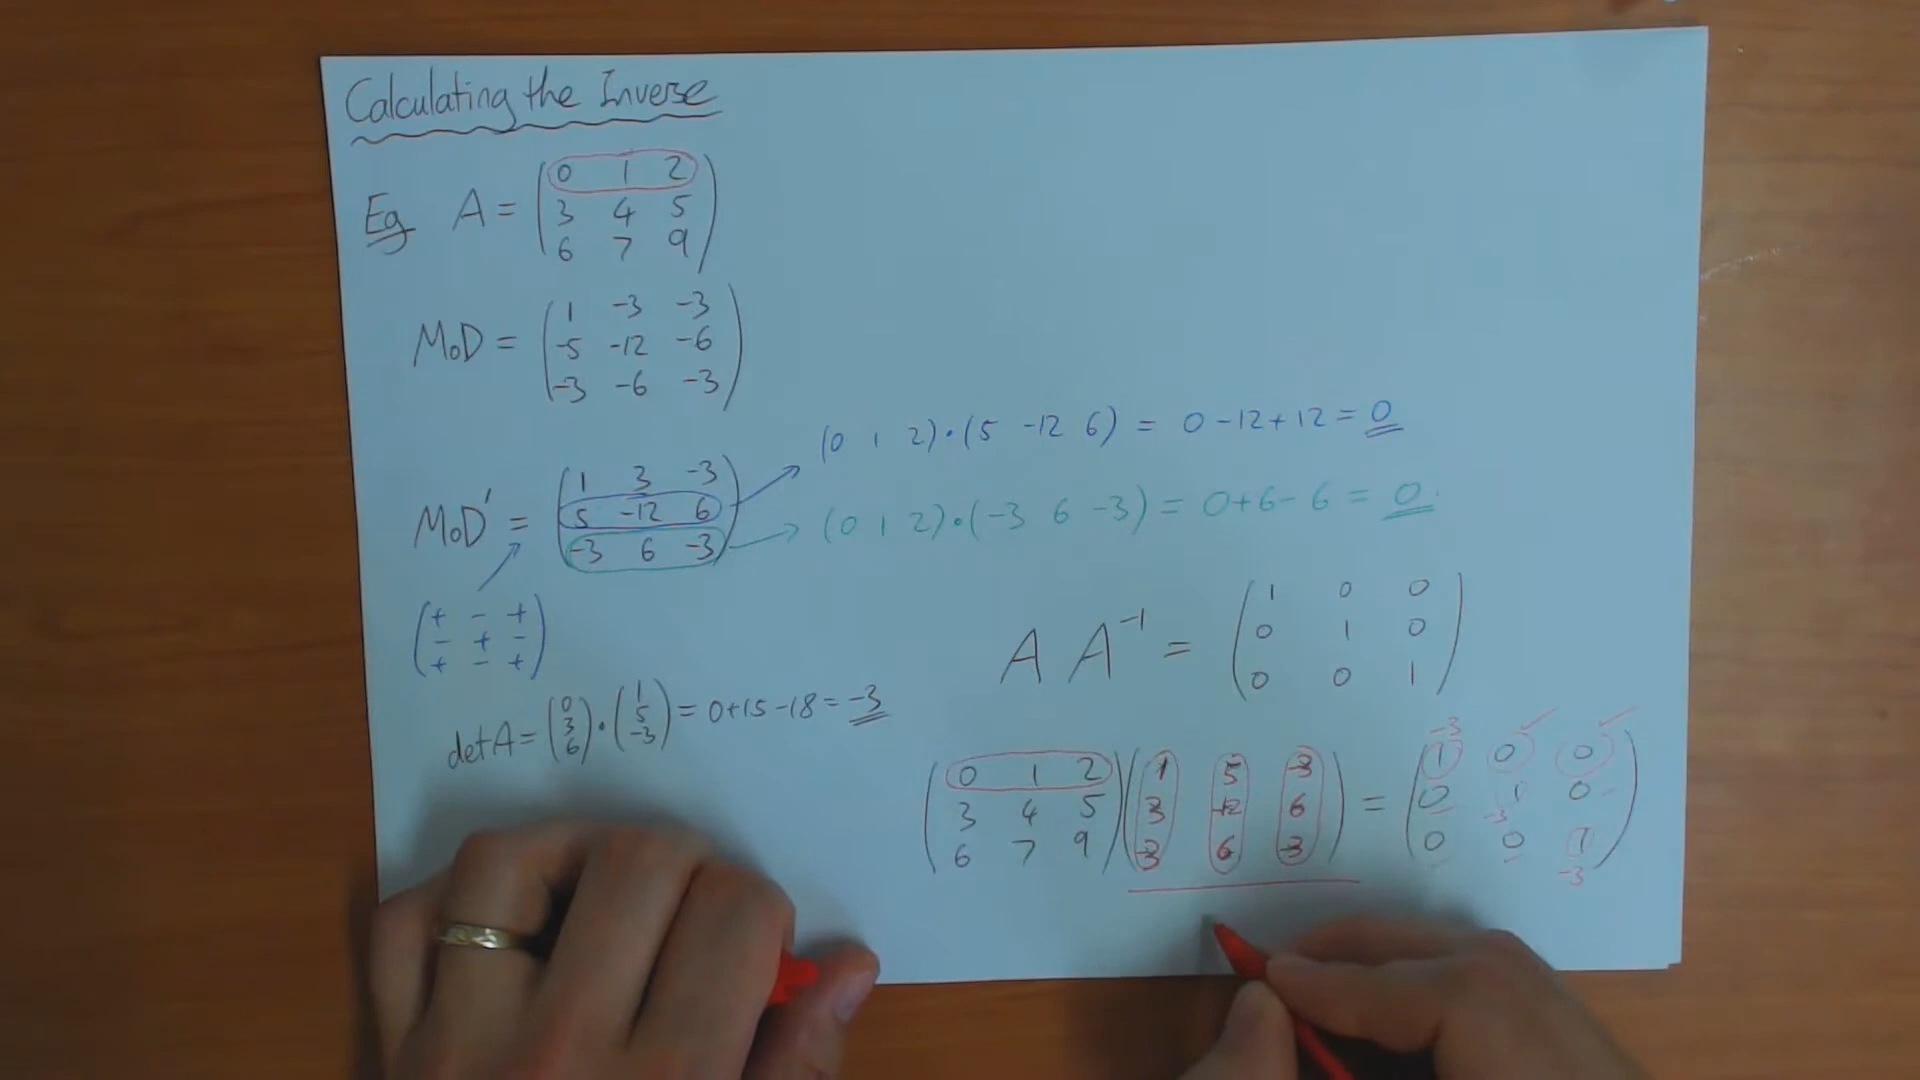 Calculating the Inverse
Eg A = (0 1 2
3 4 5
6 7 9)
MoD = (1 -3 -3
-5 -12 -6
-3 -6 -3)
MoD' = (1 3 -3
5 -12 6
-3 6 -3)
(0 1 2)·(5 -12 6) = 0-12+12 = 0
(0 1 2)·(-3 6 -3) = 0+6-6 = 0
(+ - +
- + -
+ - +)
det A = (0 3 6)·(1 5 -3) = 0+15-18 = -3
A A⁻¹ = (1 0 0
0 1 0
0 0 1)
(0 1 2
3 4 5
6 7 9)(1 5 -3
3 -12 6
-3 6 -3) = (1 0 0
0 1 0
0 0 1)
-3
-3
-3